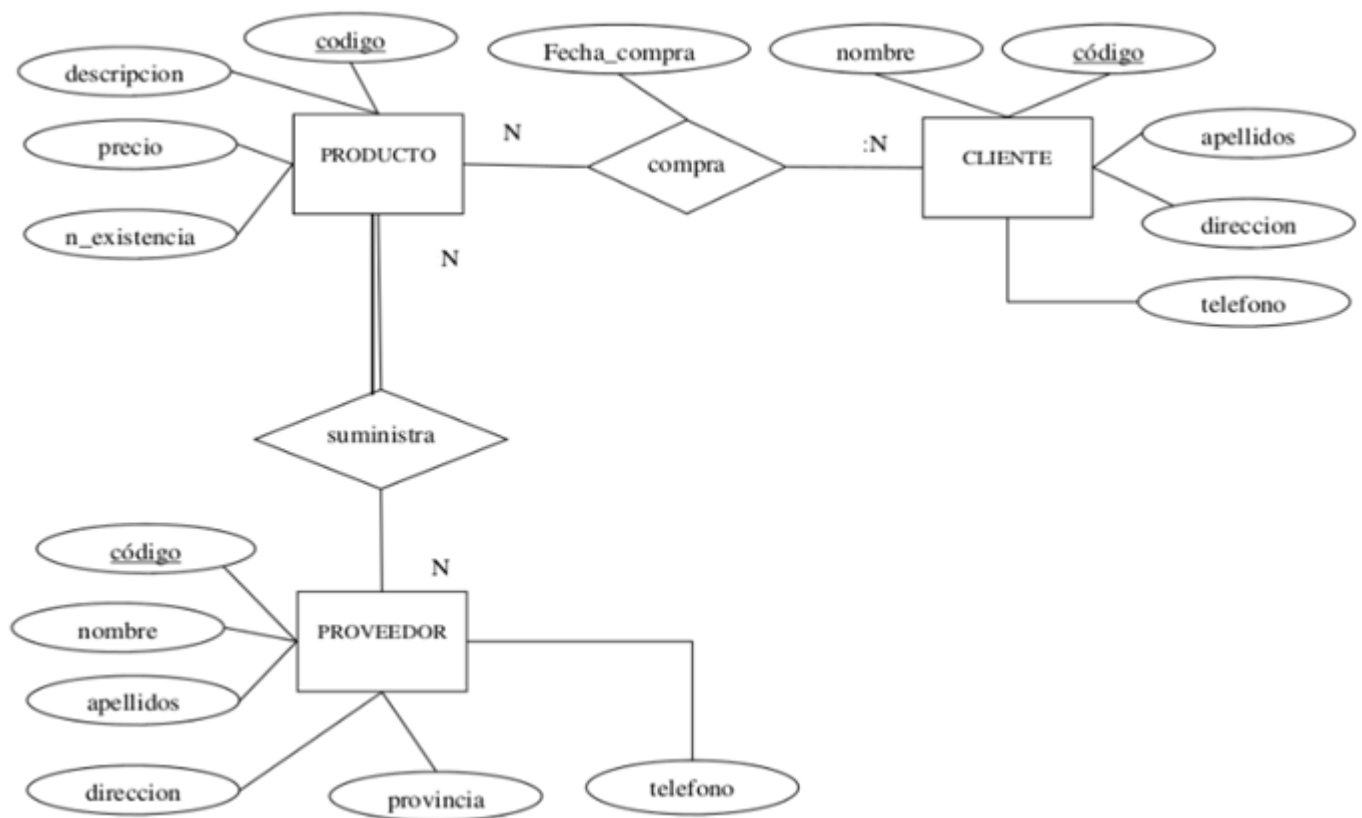 codigo
Fecha_compra
nombre
código
descripcion
precio
PRODUCTO
N
compra
:N
CLIENTE
apellidos
n_existencia
direccion
N
telefono
suministra
código
N
nombre
PROVEEDOR
apellidos
direccion
provincia
telefono